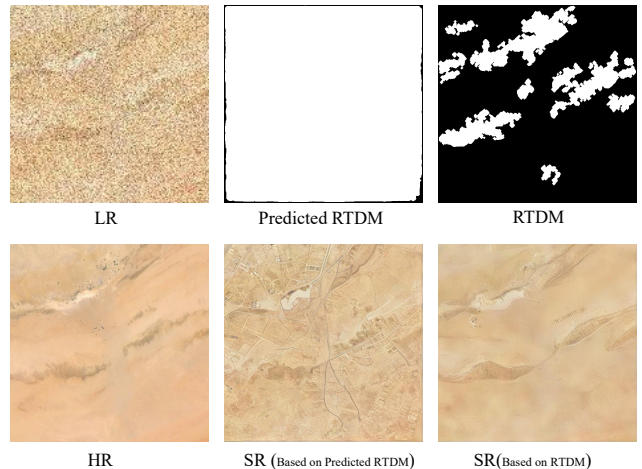 LR
Predicted RTDM
RTDM
HR
SR (Based on Predicted RTDM)
SR(Based on RTDM)